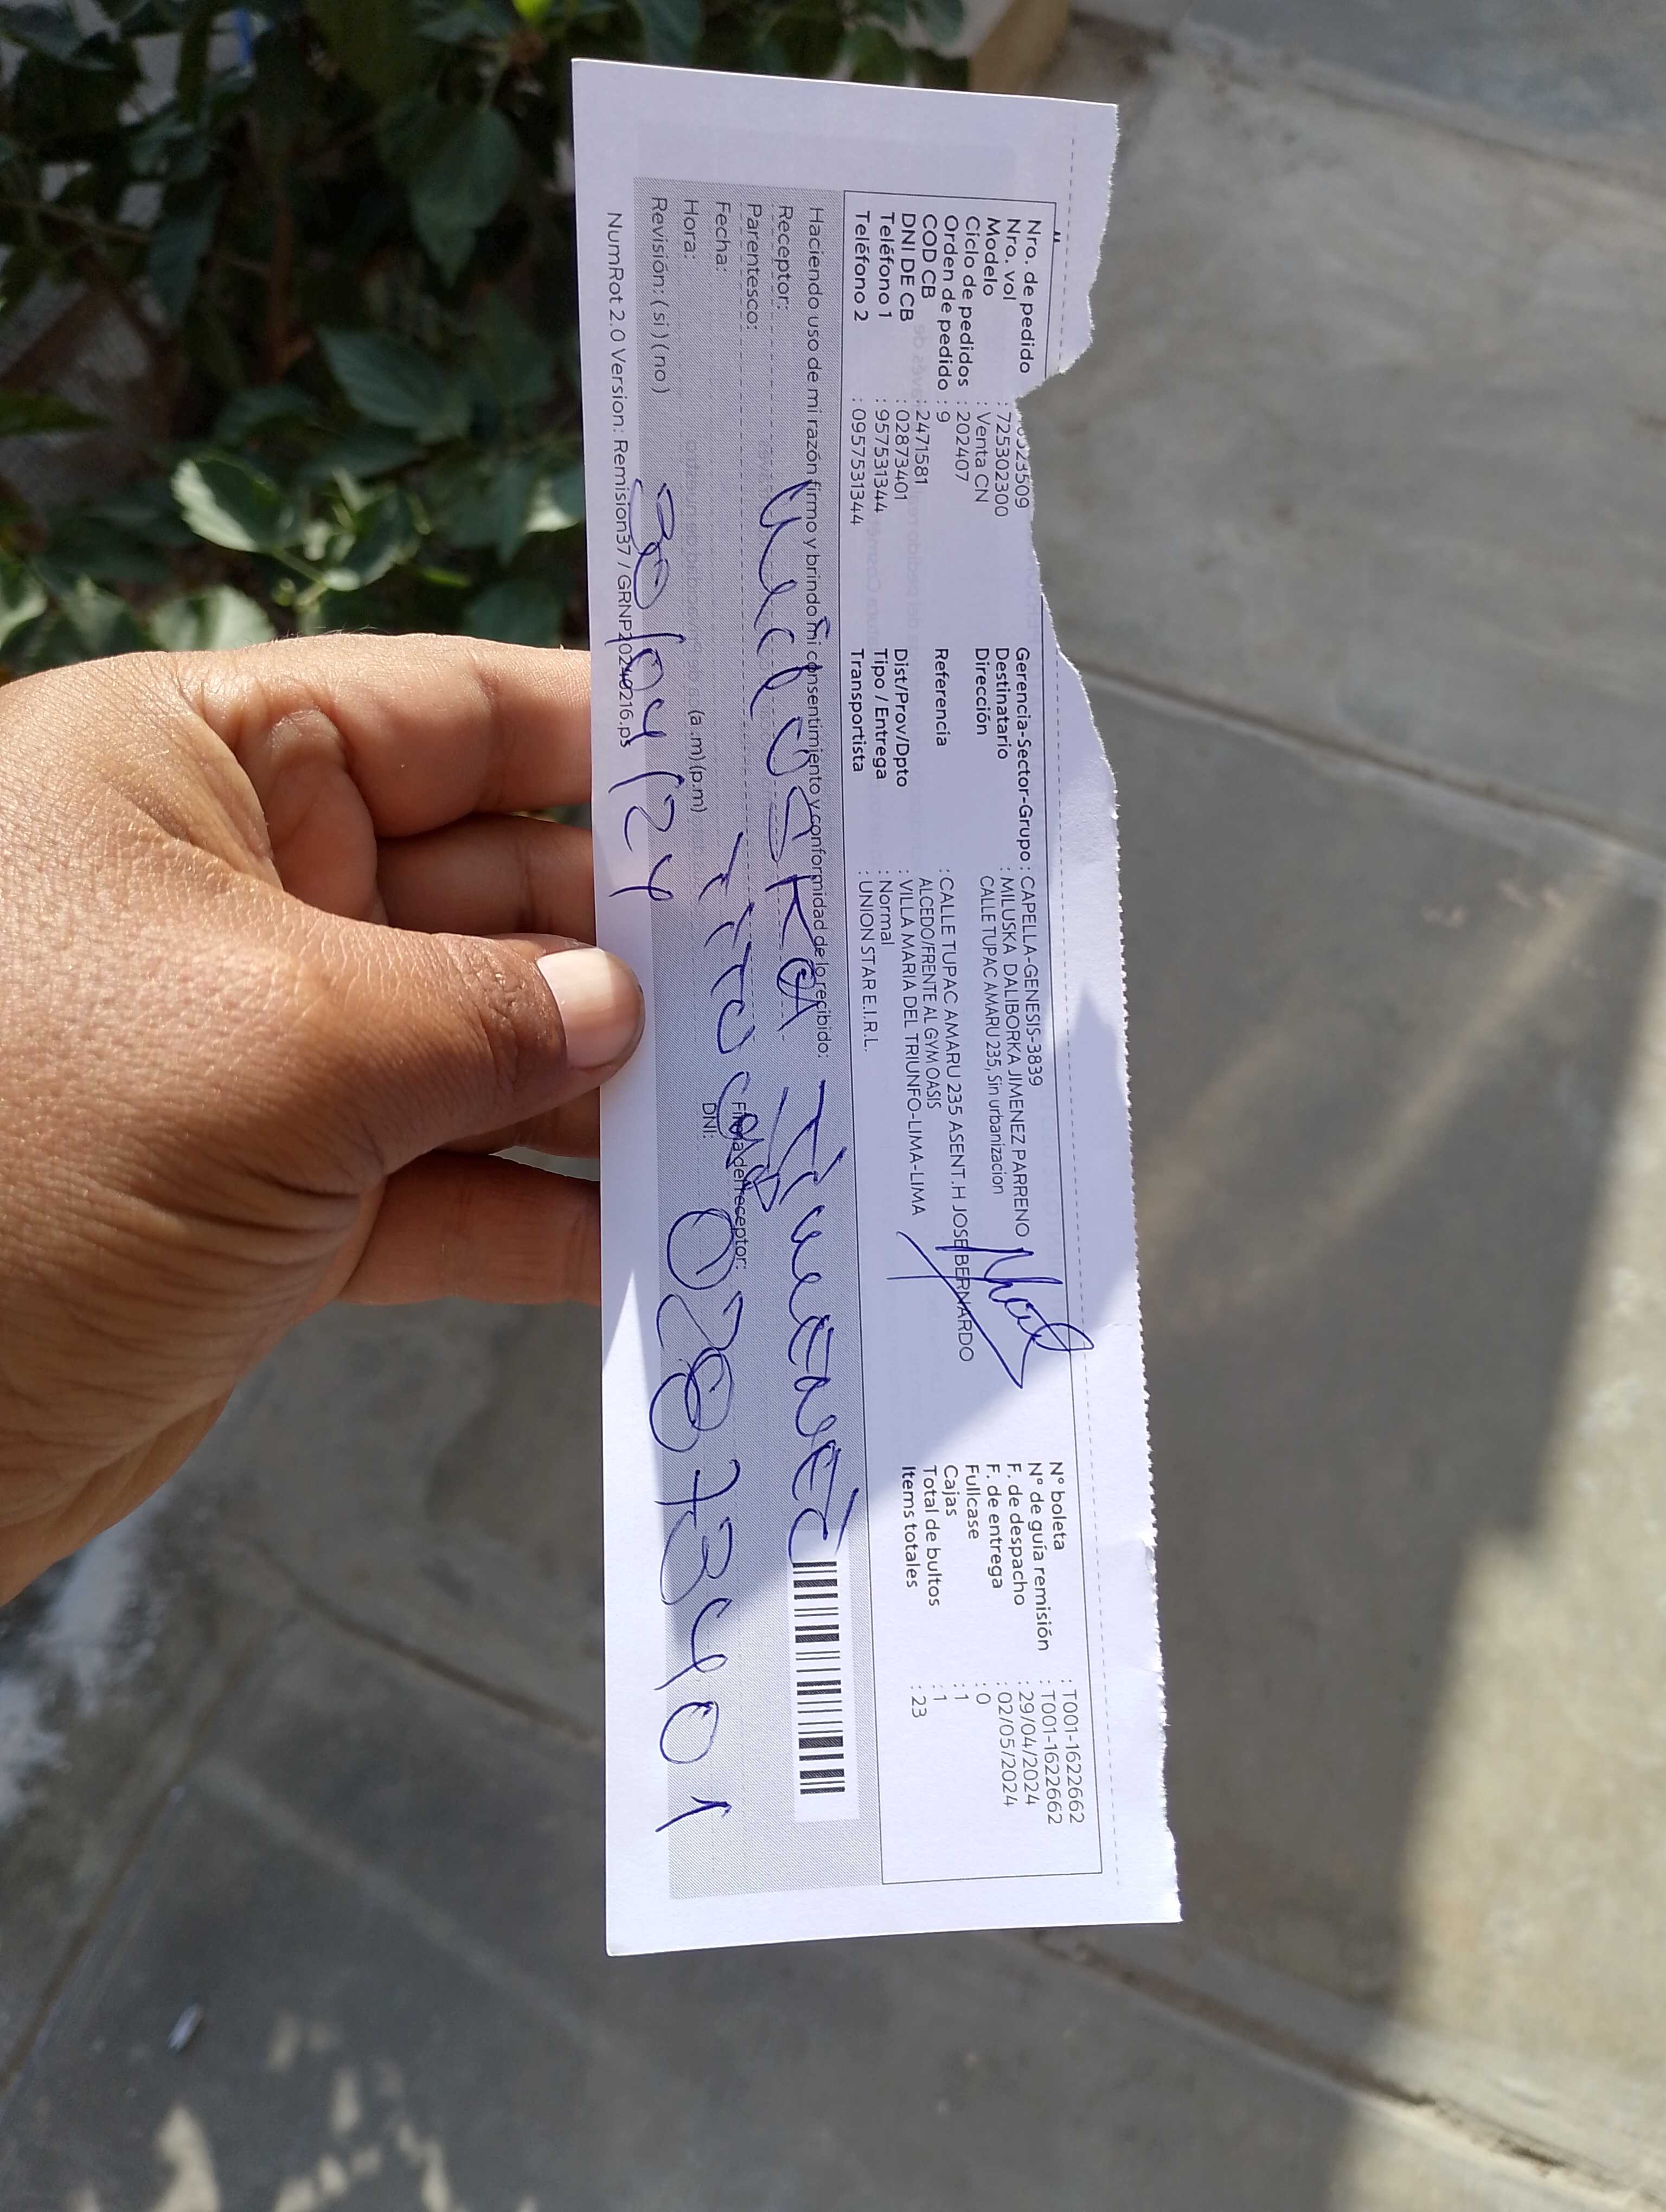 Nro. de pedido
Nro. vol : 725302300
Modelo : Venta CN
Ciclo de pedidos : 202407
Orden de pedido : 9
COD CB : 2471581
DNI DE CB : 02873401
Teléfono 1 : 957531344
Teléfono 2 : 0957531344
Gerencia-Sector-Grupo : CAPELLA-GENESIS-3839
Destinatario : MILUSKA DALIBORKA JIMENEZ PARRENO
Dirección CALLE TUPAC AMARU 235, Sin urbanizacion
Referencia : CALLE TUPAC AMARU 235 ASENT.H JOSE BERNARDO
ALCEDO/FRENTE AL GYM OASIS
Dist/Prov/Dpto : VILLA MARIA DEL TRIUNFO-LIMA-LIMA
Tipo / Entrega : Normal
Transportista : UNION STAR E.I.R.L.
N° boleta : T001-1622662
N° de guía remisión : T001-1622662
F. de despacho : 29/04/2024
F. de entrega : 02/05/2024
Fullcase : 0
Cajas : 1
Total de bultos : 1
Items totales : 23
Haciendo uso de mi razón firmo y brindo mi consentimiento y conformidad de lo recibido:
Receptor:
Parentesco:
Fecha:
Firma del receptor:
Hora: (a.m) (p.m)
DNI: 02873401
Revisión: ( si ) ( no )
30/04/24
NumRot 2.0 Version: Remision37 / GRNP20240216.ps